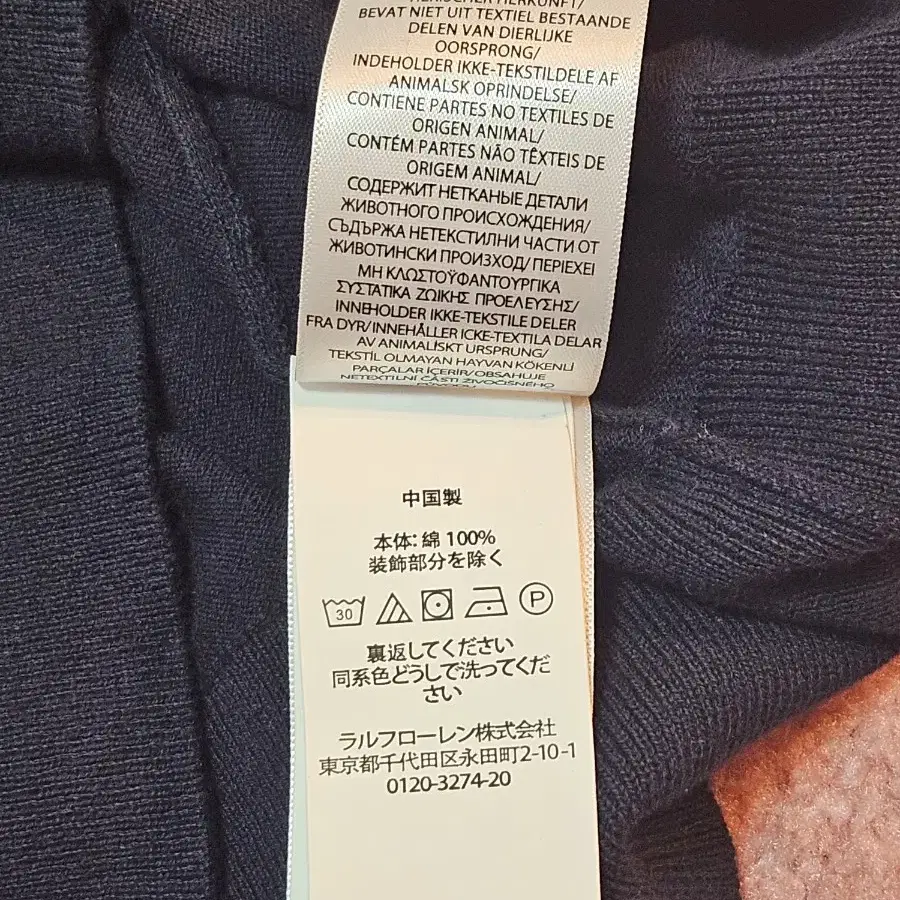 BEVAT NIET UIT TEXTIEL BESTAANDE
DELEN VAN DIERLIJKE
OORSPRONG/
INDEHOLDER IKKE-TEKSTILDELE AF
ANIMALSK OPRINDELSE/
CONTIENE PARTES NO TEXTILES DE
ORIGEN ANIMAL/
CONTÉM PARTES NÃO TÊXTEIS DE
ORIGEM ANIMAL/
СОДЕРЖИТ НЕТКАНЫЕ ДЕТАЛИ
ЖИВОТНОГО ПРОИСХОЖДЕНИЯ/
СЪДЪРЖА НЕТЕКСТИЛНИ ЧАСТИ ОТ
ЖИВОТИНСКИ ПРОИЗХОД/ ΠΕΡΙΕΧΕΙ
ΜΗ ΚΛΩΣΤΟΫΦΑΝΤΟΥΡΓΙΚΑ
ΣΥΣΤΑΤΙΚΑ ΖΩΙΚΗΣ ΠΡΟΕΛΕΥΣΗΣ/
INNEHOLDER IKKE-TEKSTILE DELER
FRA DYR/INNEHÅLLER ICKE-TEXTILA DELAR
AV ANIMALISKT URSPRUNG/
TEKSTİL OLMAYAN HAYVAN KÖKENLİ
PARÇALAR İÇERİR/OBSAHUJE
NETEXTILNÍ ČÁSTI ŽIVOČIŠNÉHO
中国製
本体: 綿 100%
装飾部分を除く
30 P
裏返してください
同系色どうしで洗ってくだ
さい
ラルフローレン株式会社
東京都千代田区永田町2-10-1
0120-3274-20